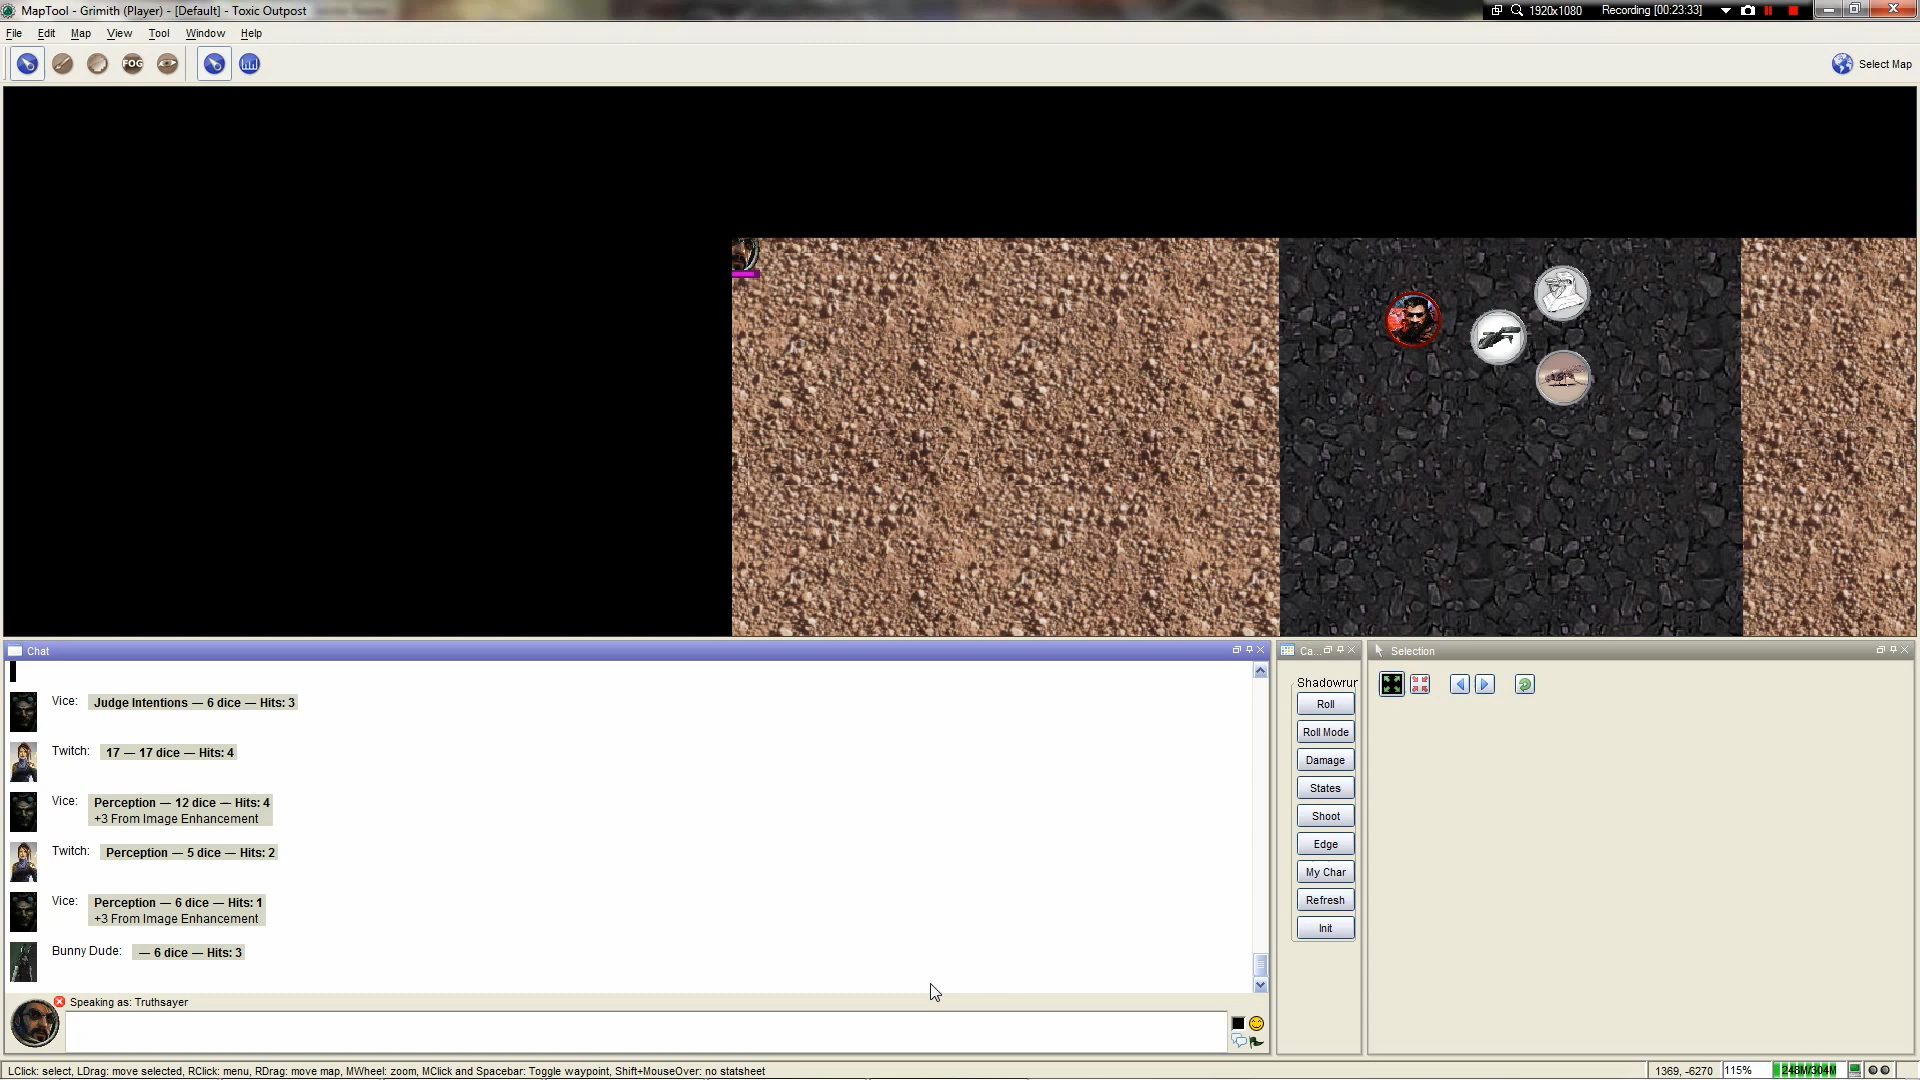 MapTool - Grimith (Player) - [Default] - Toxic Outpost
1920x1080
Recording [00:23:33]
File Edit Map View Tool Window Help
FOG
Select Map
Chat
Vice: Judge Intentions — 6 dice — Hits: 3
Twitch: 17 — 17 dice — Hits: 4
Vice: Perception — 12 dice — Hits: 4
+3 From Image Enhancement
Twitch: Perception — 5 dice — Hits: 2
Vice: Perception — 6 dice — Hits: 1
+3 From Image Enhancement
Bunny Dude: — 6 dice — Hits: 3
Speaking as: Truthsayer
Ca...
Shadowrur
Roll
Roll Mode
Damage
States
Shoot
Edge
My Char
Refresh
Init
Selection
LClick: select, LDrag: move selected, RClick: menu, RDrag: move map, MWheel: zoom, MClick and Spacebar: Toggle waypoint, Shift+MouseOver: no statsheet
1369, -6270
115%
248M/304M